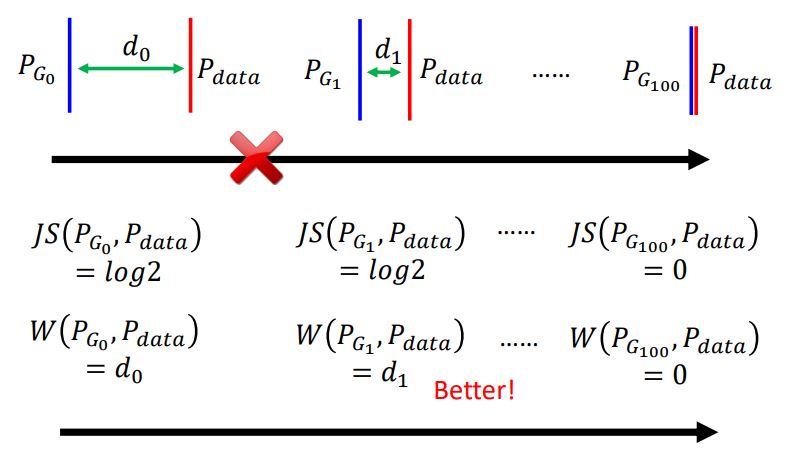 P_{G_0} d_0 P_{data} P_{G_1} d_1 P_{data} …… P_{G_{100}} P_{data}
JS(P_{G_0}, P_{data}) JS(P_{G_1}, P_{data}) …… JS(P_{G_{100}}, P_{data})
= log2 = log2 = 0
W(P_{G_0}, P_{data}) W(P_{G_1}, P_{data}) …… W(P_{G_{100}}, P_{data})
= d_0 = d_1 = 0
Better!